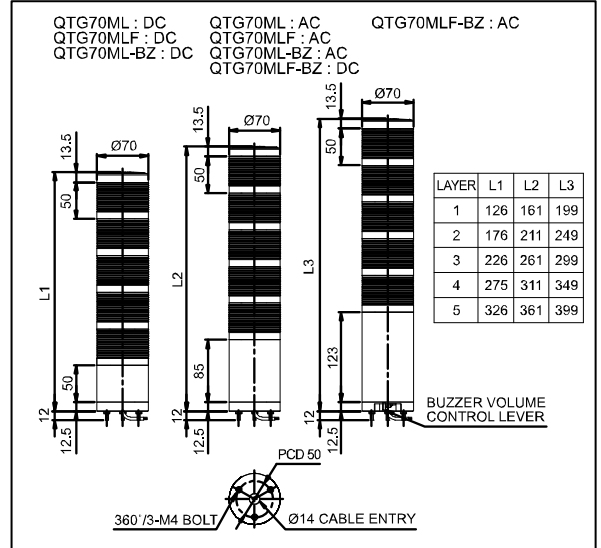 QTG70ML : DC
QTG70MLF : DC
QTG70ML-BZ : DC
QTG70ML : AC
QTG70MLF : AC
QTG70ML-BZ : AC
QTG70MLF-BZ : DC
QTG70MLF-BZ : AC
13.5
Ø70
50
L1
50
12
12.5
13.5
Ø70
50
L2
85
12
12.5
13.5
Ø70
50
L3
123
12
12.5
LAYER L1 L2 L3
1 126 161 199
2 176 211 249
3 226 261 299
4 275 311 349
5 326 361 399
BUZZER VOLUME
CONTROL LEVER
PCD 50
360°/3-M4 BOLT
Ø14 CABLE ENTRY